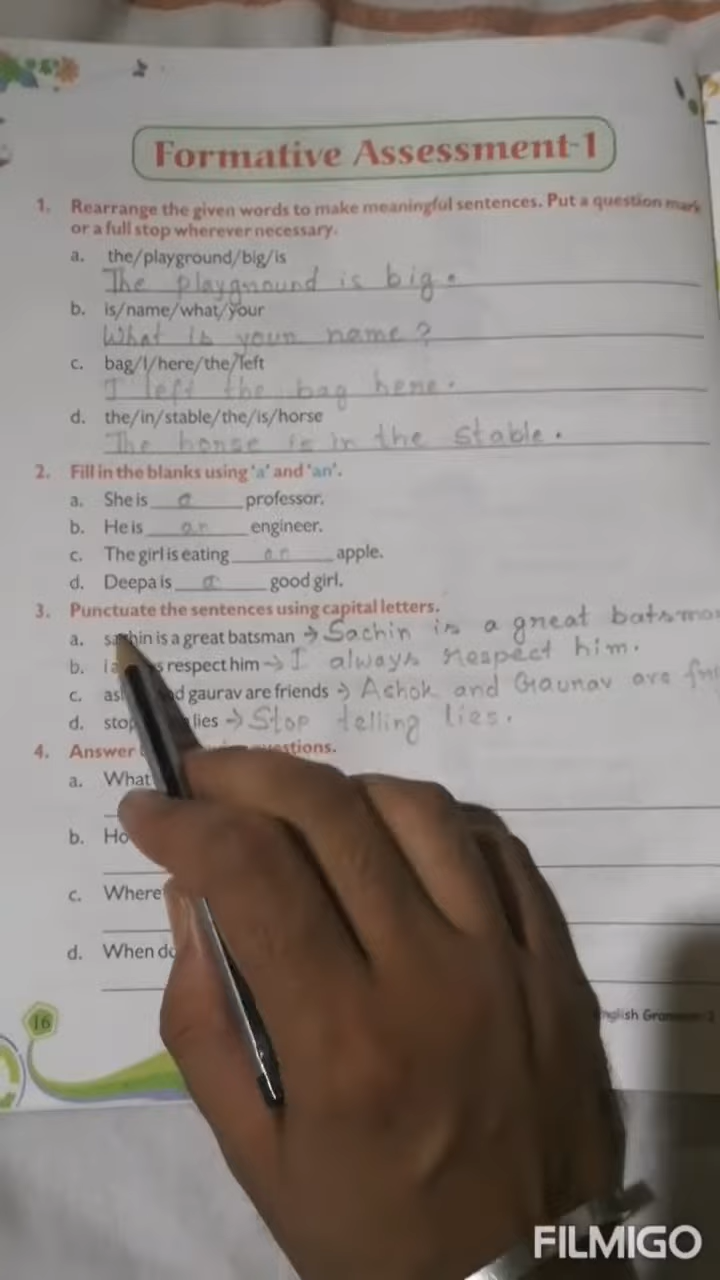 Formative Assessment-1
1. Rearrange the given words to make meaningful sentences. Put a question mark
or a full stop wherever necessary.
a. the/playground/big/is
The playground is big.
b. is/name/what/your
What is your name?
c. bag/I/here/the/left
I left the bag here.
d. the/in/stable/the/is/horse
The horse is in the stable.
2. Fill in the blanks using 'a' and 'an'.
a. She is a professor.
b. He is an engineer.
c. The girl is eating an apple.
d. Deepa is a good girl.
3. Punctuate the sentences using capital letters.
a. sachin is a great batsman → Sachin is a great batsma
b. i respect him → I always respect him.
c. gaurav are friends → Ashok and Gaurav are
d. stop lies → Stop telling lies.
4. Answer
a. What
b. Ho
c. Where
d. When do
16
English
FILMIGO